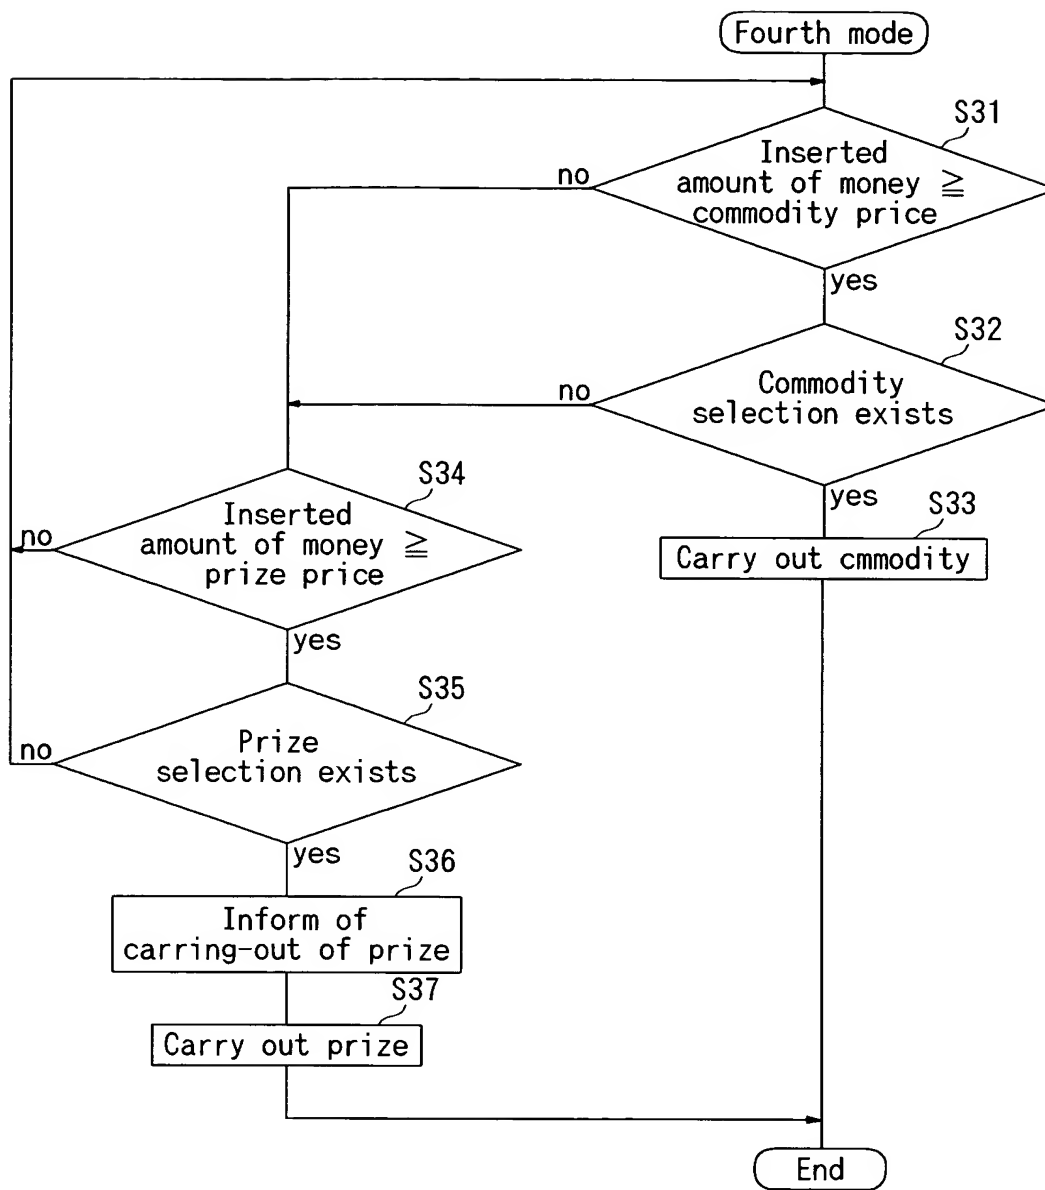 Fourth mode
S31
Inserted
amount of money ≧
commodity price
no
yes
S32
Commodity
selection exists
no
yes
S33
Carry out cmmodity
S34
Inserted
amount of money ≧
prize price
no
yes
S35
Prize
selection exists
no
yes
S36
Inform of
carring-out of prize
S37
Carry out prize
End